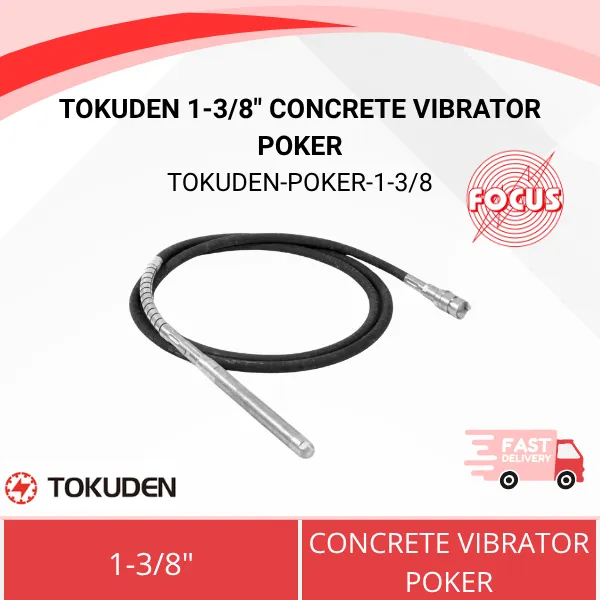 TOKUDEN 1-3/8" CONCRETE VIBRATOR
POKER
TOKUDEN-POKER-1-3/8
FOCUS
FAST
DELIVERY
TOKUDEN
1-3/8"
CONCRETE VIBRATOR
POKER